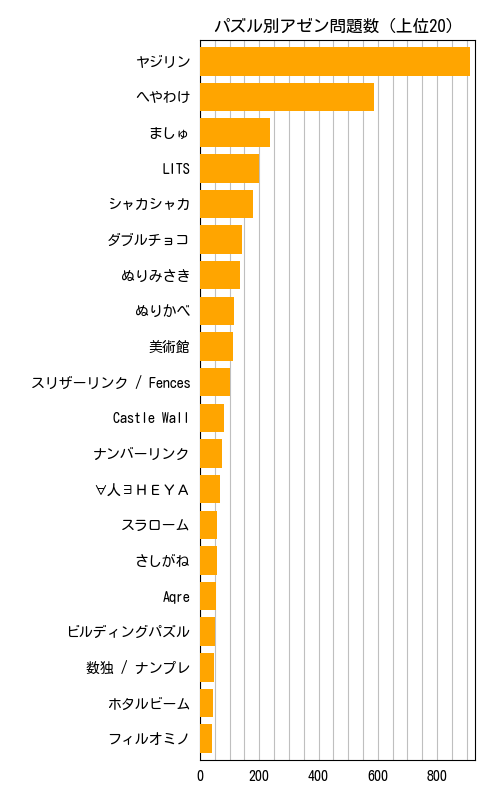 パズル別アゼン問題数（上位20）
ヤジリン
へやわけ
ましゅ
LITS
シャカシャカ
ダブルチョコ
ぬりみさき
ぬりかべ
美術館
スリザーリンク / Fences
Castle Wall
ナンバーリンク
∀人∃ＨＥＹＡ
スラローム
さしがね
Aqre
ビルディングパズル
数独 / ナンプレ
ホタルビーム
フィルオミノ
0 200 400 600 800